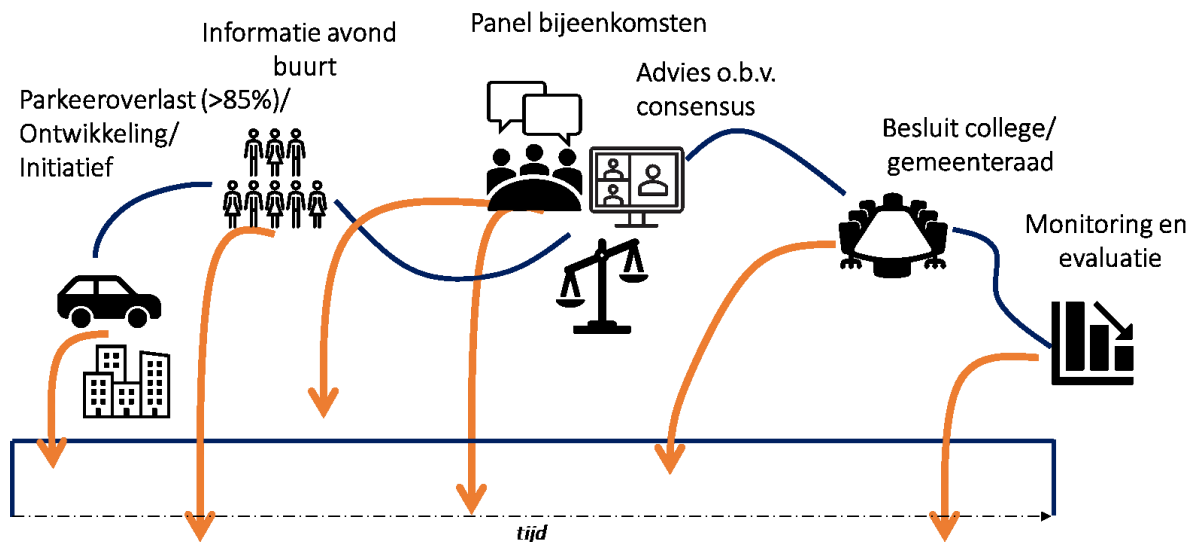 Parkeeroverlast (>85%)/
Ontwikkeling/
Initiatief
Informatie avond
buurt
Panel bijeenkomsten
Advies o.b.v.
consensus
Besluit college/
gemeenteraad
Monitoring en
evaluatie
tijd